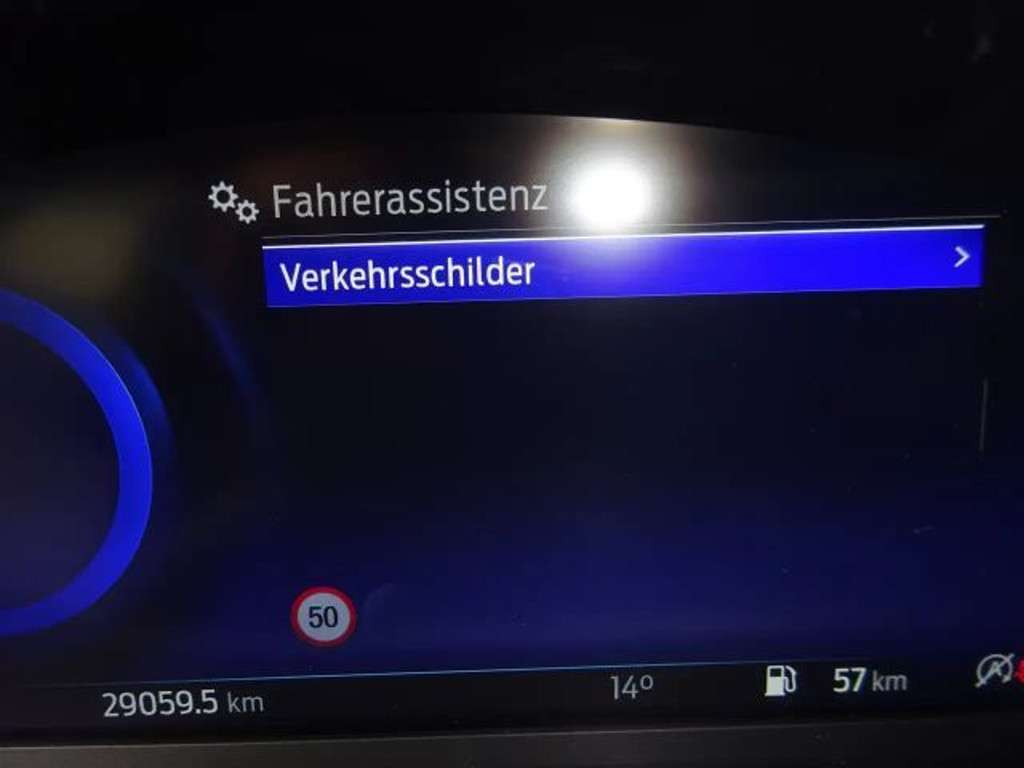 Fahrerassistenz
Verkehrsschilder
50
29059.5 km
14°
57 km